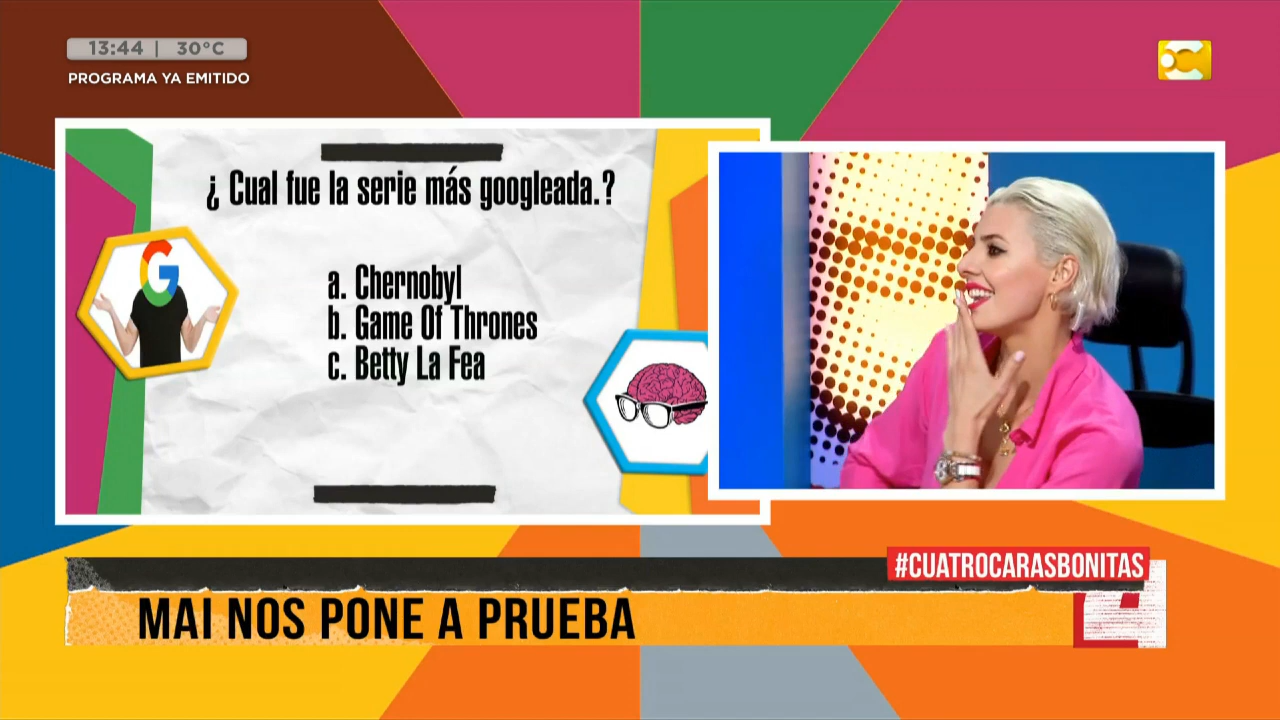 13:44 | 30°C
PROGRAMA YA EMITIDO
¿ Cual fue la serie más googleada.?
a. Chernobyl
b. Game Of Thrones
c. Betty La Fea
#CUATROCARASBONITAS
MAI NOS PONE A PRUEBA